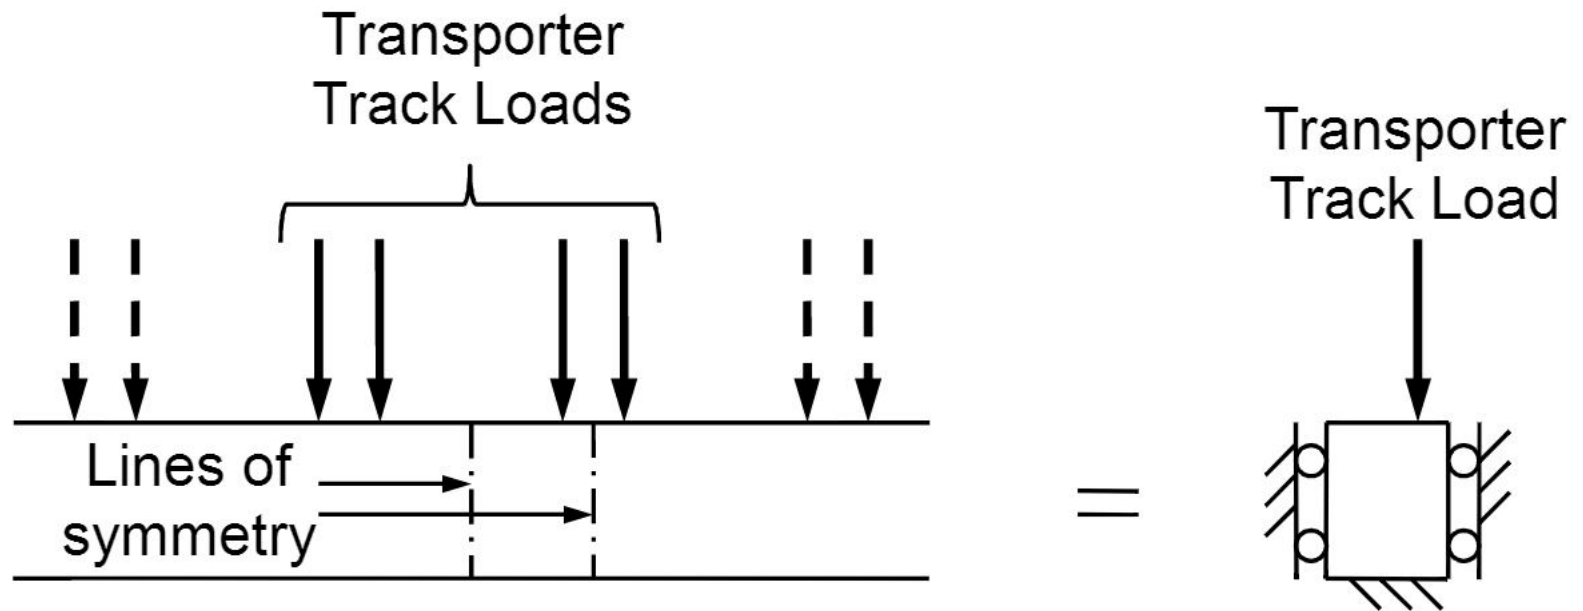 Transporter
Track Loads
Transporter
Track Load
Lines of
symmetry
=